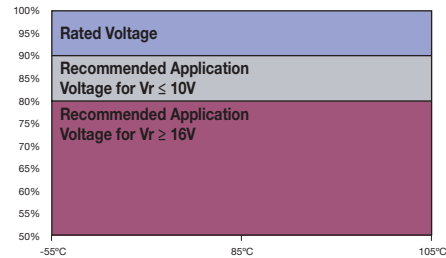 100%
95%
Rated Voltage
90%
Recommended Application
85%
Voltage for Vr ≤ 10V
80%
Recommended Application
75%
Voltage for Vr ≥ 16V
70%
65%
60%
55%
50%
-55ºC 85ºC 105ºC